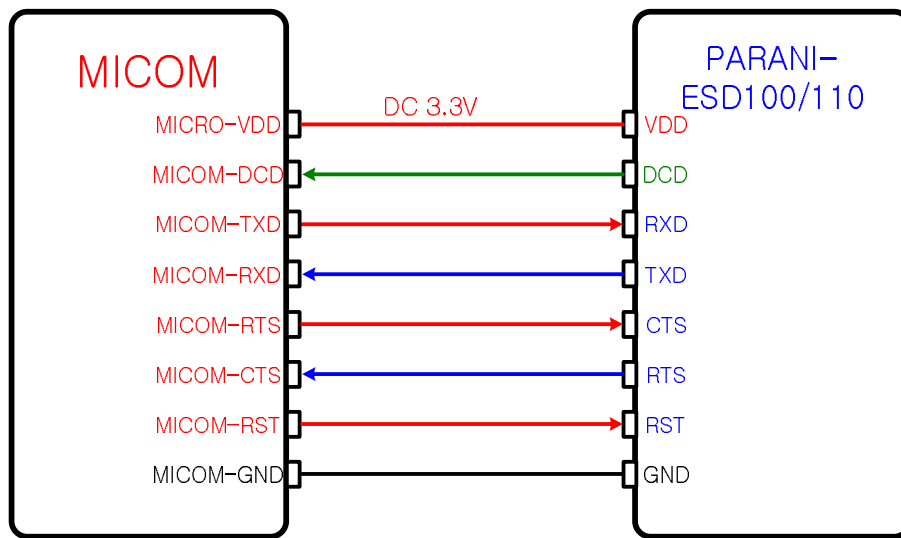 MICOM
PARANI-
ESD100/110
DC 3.3V
MICRO-VDD
VDD
MICOM-DCD
DCD
MICOM-TXD
RXD
MICOM-RXD
TXD
MICOM-RTS
CTS
MICOM-CTS
RTS
MICOM-RST
RST
MICOM-GND
GND